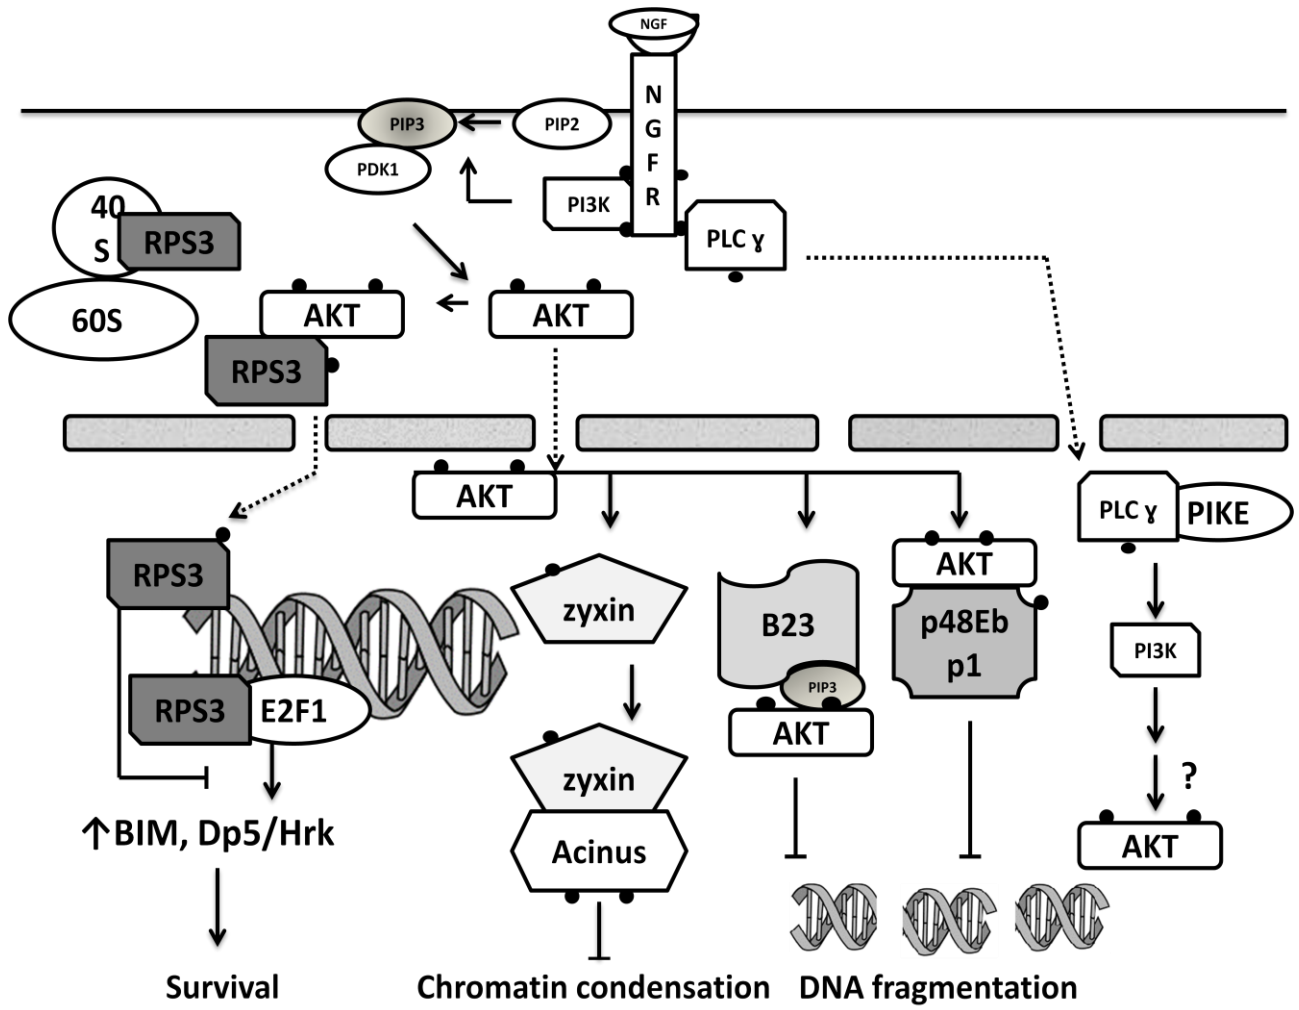 NGF
N
G
F
R
PIP3
PIP2
PDK1
PI3K
PLC ɣ
40
S
RPS3
60S
AKT
AKT
RPS3
AKT
PLC ɣ
PIKE
RPS3
AKT
zyxin
B23
p48Eb
p1
PI3K
PIP3
RPS3
E2F1
AKT
zyxin
?
↑BIM, Dp5/Hrk
Acinus
AKT
Survival
Chromatin condensation
DNA fragmentation